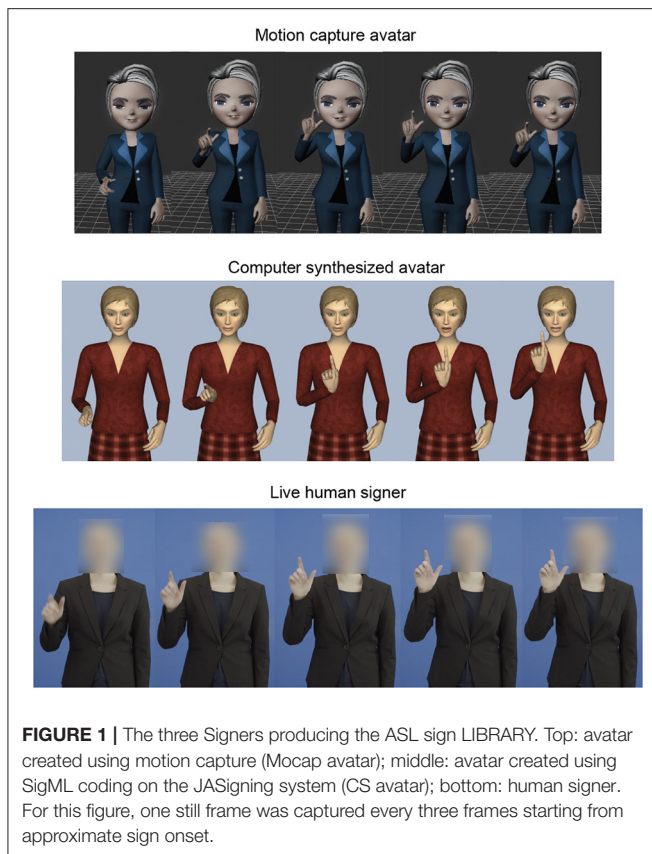 Motion capture avatar
Computer synthesized avatar
Live human signer
FIGURE 1 | The three Signers producing the ASL sign LIBRARY. Top: avatar
created using motion capture (Mocap avatar); middle: avatar created using
SigML coding on the JASigning system (CS avatar); bottom: human signer.
For this figure, one still frame was captured every three frames starting from
approximate sign onset.